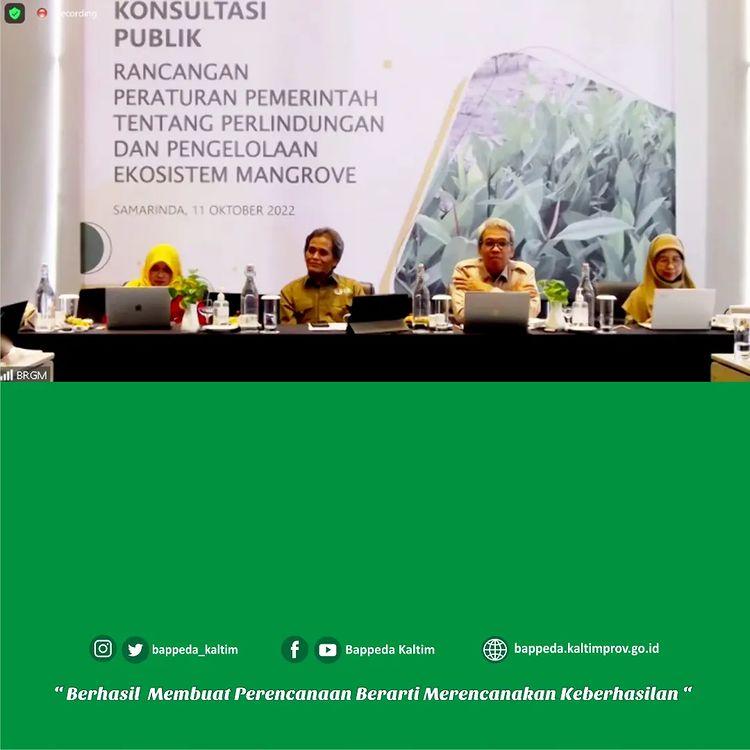 Recording
KONSULTASI
PUBLIK
RANCANGAN
PERATURAN PEMERINTAH
TENTANG PERLINDUNGAN
DAN PENGELOLAAN
EKOSISTEM MANGROVE
SAMARINDA, 11 OKTOBER 2022
BRGM
bappeda_kaltim
Bappeda Kaltim
bappeda.kaltimprov.go.id
“ Berhasil Membuat Perencanaan Berarti Merencanakan Keberhasilan “